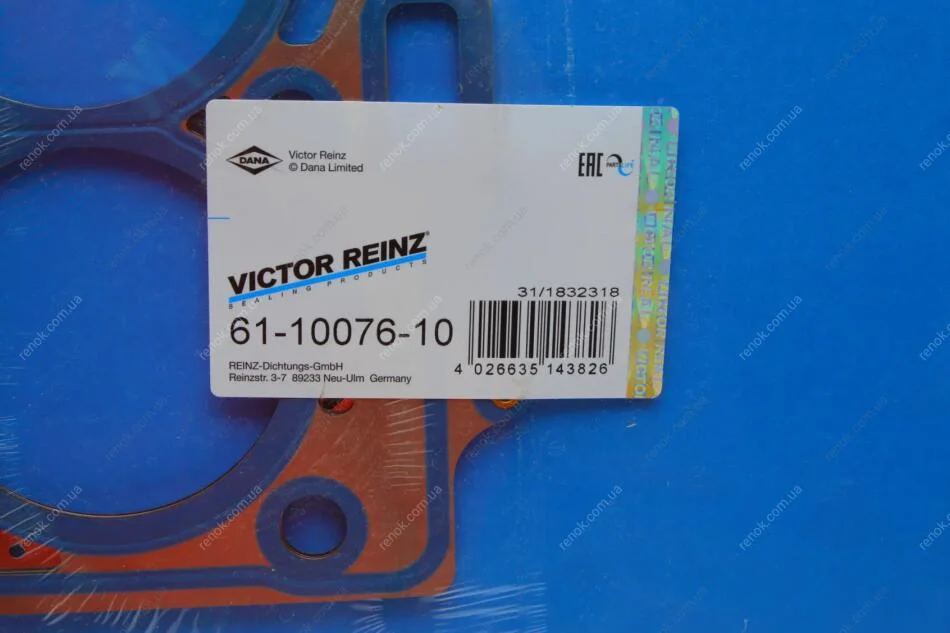 DANA
Victor Reinz
© Dana Limited
EAC
PARTSLIFE
VICTOR REINZ®
SEALING PRODUCTS
31/1832318
61-10076-10
4 026635 143826
REINZ-Dichtungs-GmbH
Reinzstr. 3-7 89233 Neu-Ulm Germany
renok.com.ua